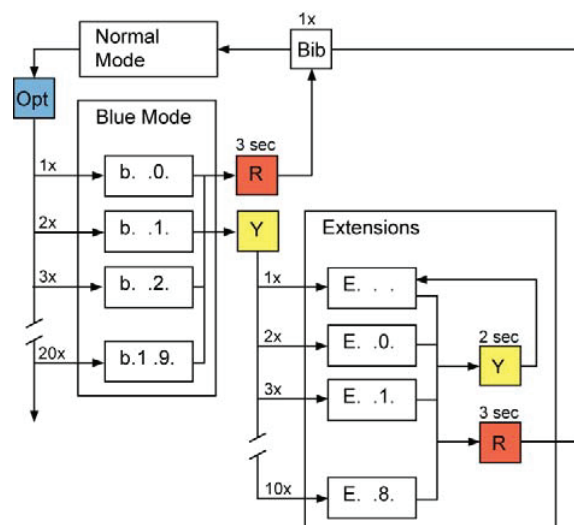 1x
Normal
Mode
Bib
Opt
Blue Mode
1x
b. .0.
3 sec
R
2x
b. .1.
Y
Extensions
3x
b. .2.
1x
E. . .
20x
b.1 .9.
2x
E. .0.
2 sec
Y
3x
E. .1.
3 sec
R
10x
E. .8.